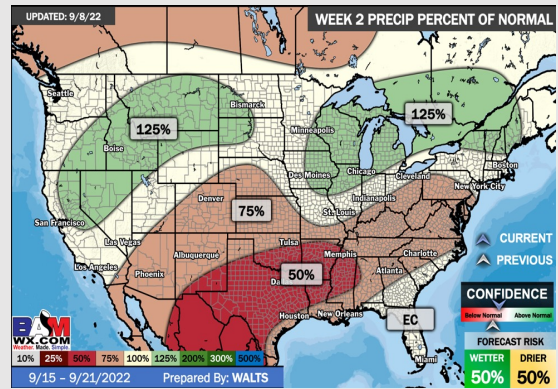 UPDATED: 9/8/22
WEEK 2 PRECIP PERCENT OF NORMAL
Seattle
Bismarck
125%
125%
Minneapolis
Boise
Boston
Des Moines
Chicago
Cleveland
New York City
Denver
75%
Indianapolis
St. Louis
San Francisco
CURRENT
Las Vegas
Tulsa
PREVIOUS
Los Angeles
Albuquerque
Memphis
Charlotte
Phoenix
50%
Atlanta
Da
CONFIDENCE
Houston
New Orleans
Below Normal
Above Normal
EC
BAM
WX.COM
Weather. Made. Simple.
FORECAST RISK
Miami
WETTER
DRIER
10% 25% 50% 75% 100% 125% 200% 300% 500%
50%
50%
9/15 – 9/21/2022
Prepared By: WALTS